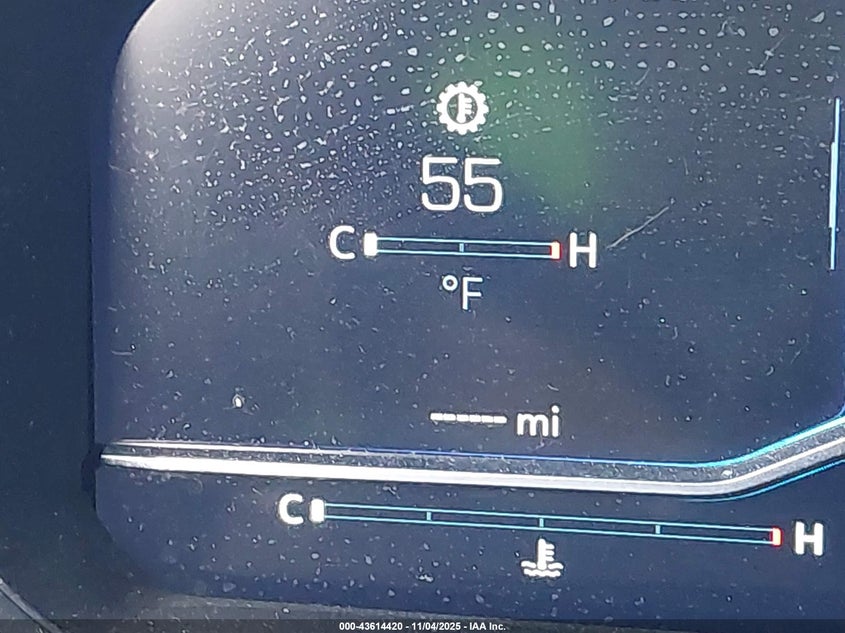 55
C H
°F
------ mi
C H
000-43614420 - 11/04/2025 - IAA Inc.